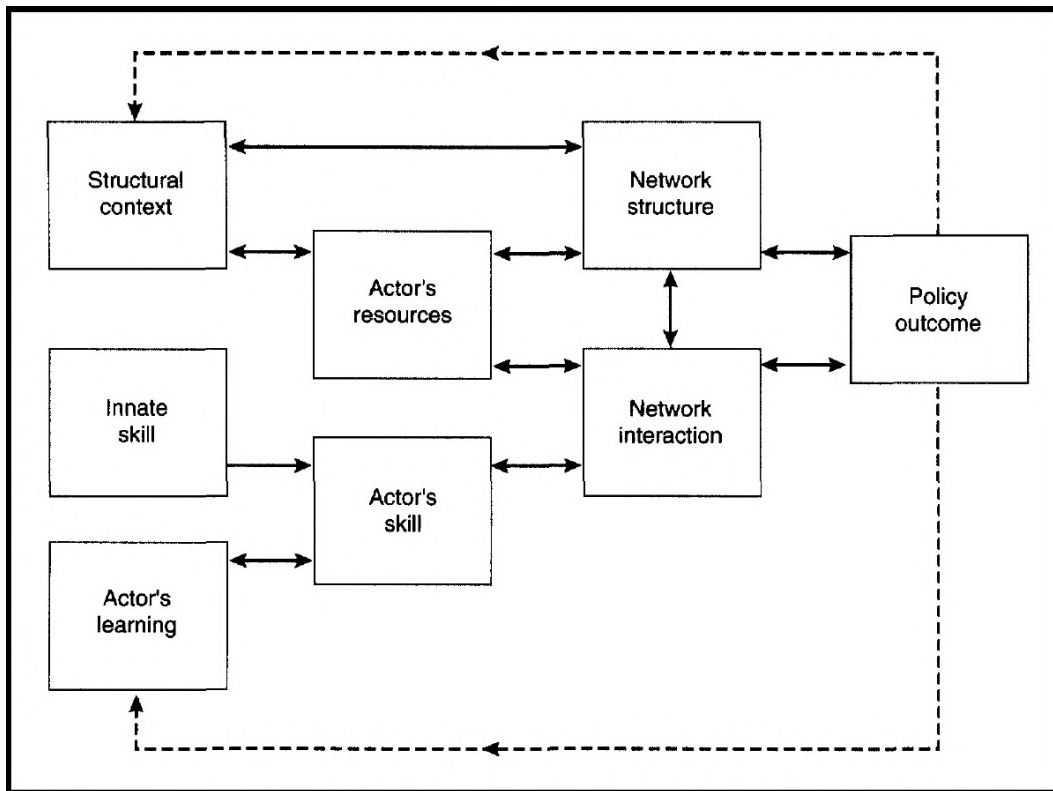 Structural
context
Network
structure
Actor's
resources
Policy
outcome
Innate
skill
Network
interaction
Actor's
skill
Actor's
learning